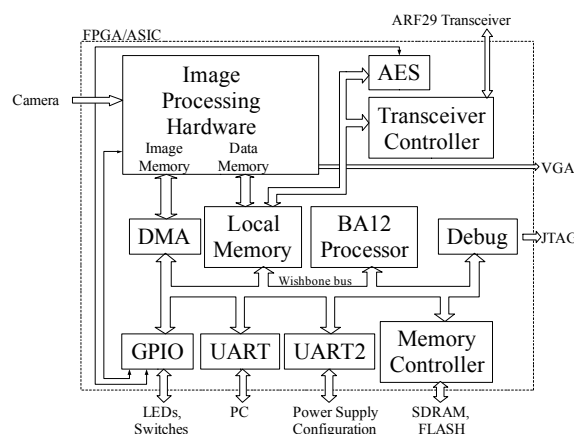 ARF29 Transceiver
FPGA/ASIC
Camera
Image
Processing
Hardware
Image
Memory
Data
Memory
AES
Transceiver
Controller
VGA
DMA
Local
Memory
BA12
Processor
Debug
JTAG
Wishbone bus
GPIO
UART
UART2
Memory
Controller
LEDs,
Switches
PC
Power Supply
Configuration
SDRAM,
FLASH